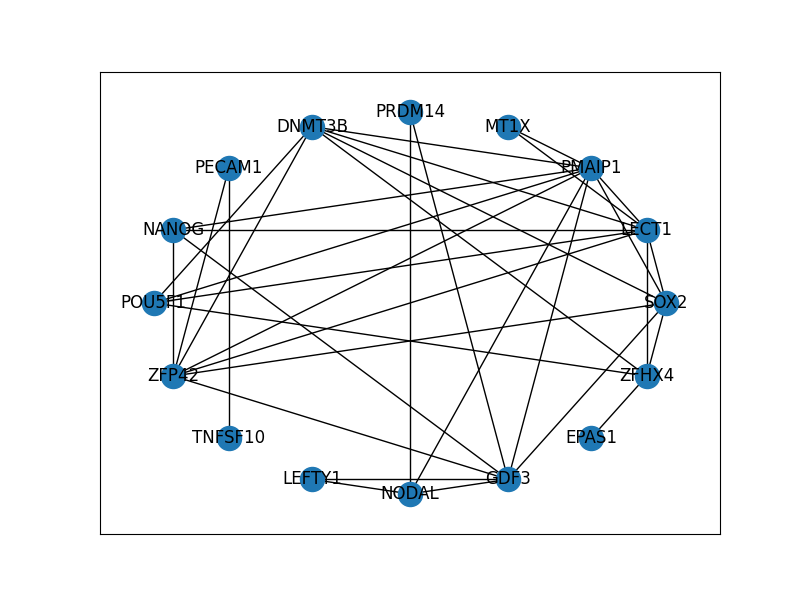 PRDM14
DNMT3B
MT1X
PECAM1
PMAIP1
NANOG
LECT1
POU5F1
SOX2
ZFP42
ZFHX4
TNFSF10
EPAS1
LEFTY1
GDF3
NODAL